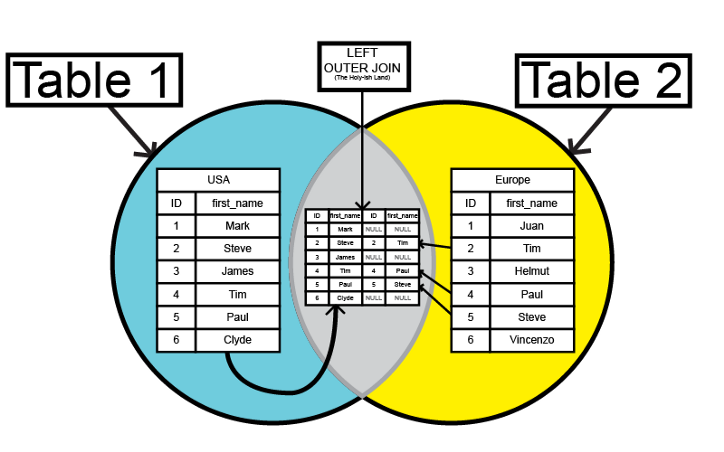 LEFT
OUTER JOIN
(The Holy-ish Land)
Table 1
Table 2
USA
ID first_name
1 Mark
2 Steve
3 James
4 Tim
5 Paul
6 Clyde
ID first_name ID first_name
1 Mark NULL NULL
2 Steve 2 Tim
3 James NULL NULL
4 Tim 4 Paul
5 Paul 5 Steve
6 Clyde NULL NULL
Europe
ID first_name
1 Juan
2 Tim
3 Helmut
4 Paul
5 Steve
6 Vincenzo